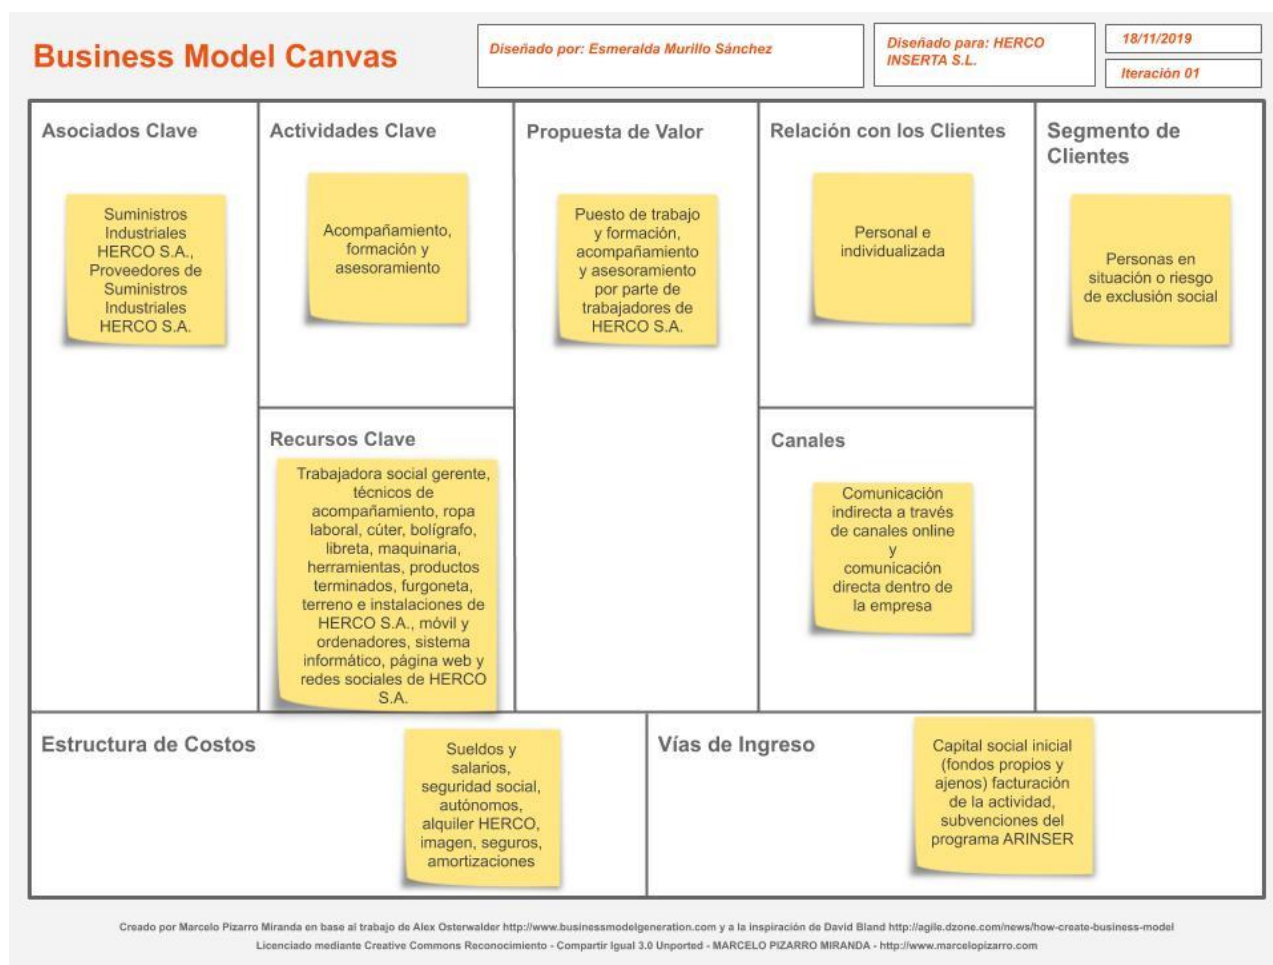 Business Model Canvas
Diseñado por: Esmeralda Murillo Sánchez
Diseñado para: HERCO
INSERTA S.L.
18/11/2019
Iteración 01
Asociados Clave
Suministros
Industriales
HERCO S.A.,
Proveedores de
Suministros
Industriales
HERCO S.A.
Actividades Clave
Acompañamiento,
formación y
asesoramiento
Recursos Clave
Trabajadora social gerente,
técnicos de
acompañamiento, ropa
laboral, cúter, bolígrafo,
libreta, maquinaria,
herramientas, productos
terminados, furgoneta,
terreno e instalaciones de
HERCO S.A., móvil y
ordenadores, sistema
informático, página web y
redes sociales de HERCO
S.A.
Propuesta de Valor
Puesto de trabajo
y formación,
acompañamiento
y asesoramiento
por parte de
trabajadores de
HERCO S.A.
Relación con los Clientes
Personal e
individualizada
Canales
Comunicación
indirecta a través
de canales online
y
comunicación
directa dentro de
la empresa
Segmento de
Clientes
Personas en
situación o riesgo
de exclusión social
Estructura de Costos
Sueldos y
salarios,
seguridad social,
autónomos,
alquiler HERCO,
imagen, seguros,
amortizaciones
Vías de Ingreso
Capital social inicial
(fondos propios y
ajenos) facturación
de la actividad,
subvenciones del
programa ARINSER
Creado por Marcelo Pizarro Miranda en base al trabajo de Alex Osterwalder http://www.businessmodelgeneration.com y a la inspiración de David Bland http://agile.dzone.com/news/how-create-business-model
Licenciado mediante Creative Commons Reconocimiento - Compartir Igual 3.0 Unported - MARCELO PIZARRO MIRANDA - http://www.marcelopizarro.com